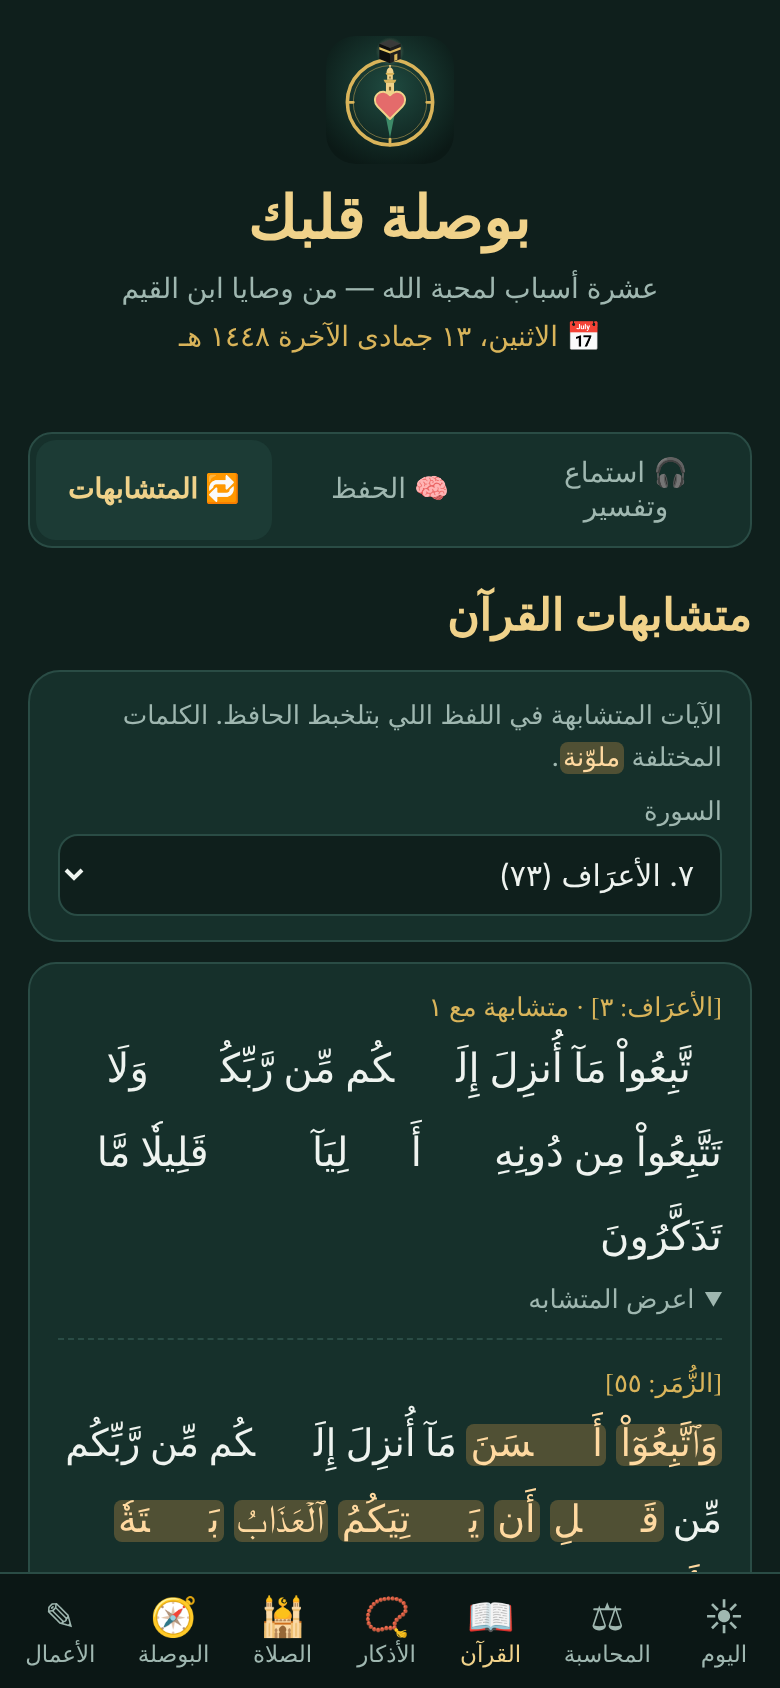 بوصلة قلبك
عشرة أسباب لمحبة الله — من وصايا ابن القيم
📅 الاثنين، ١٣ جمادى الآخرة ١٤٤٨ هـ
🎧 استماع وتفسير
🧠 الحفظ
🔁 المتشابهات
متشابهات القرآن
الآيات المتشابهة في اللفظ اللي بتلخبط الحافظ. الكلمات
المختلفة ملوّنة.
السورة
٧. الأعرَاف (٧٣)
[الأعرَاف: ٣] · متشابهة مع ١
تَّبِعُواْ مَآ أُنزِلَ إِلَ كُم مِّن رَّبِّكُ وَلَا
تَتَّبِعُواْ مِن دُونِهِ أَ لِيَآ قَلِيلٗا مَّا
تَذَكَّرُونَ
▼ اعرض المتشابه
[الزُّمَر: ٥٥]
وَٱتَّبِعُوٓاْ أَ سَنَ مَآ أُنزِلَ إِلَ كُم مِّن رَّبِّكُم
مِّن قَ لِ أَن يَ تِيَكُمُ ٱلۡعَذَابُ بَ تَةٗ
اليوم
المحاسبة
القرآن
الأذكار
الصلاة
البوصلة
الأعمال